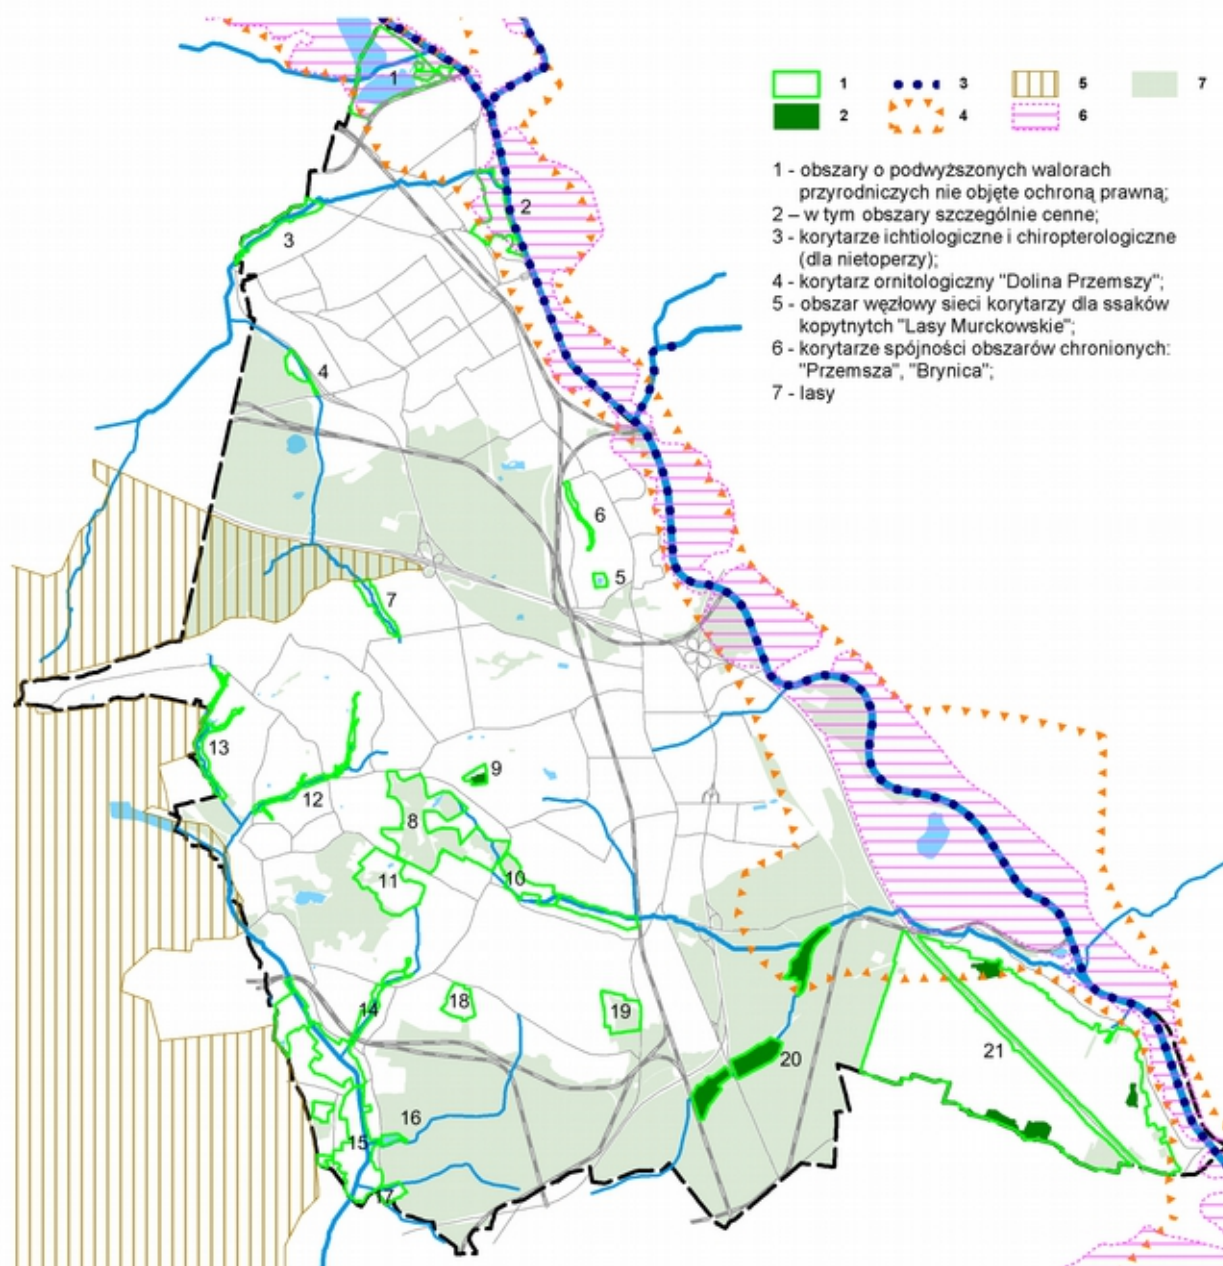 1 3 5 7
2 4 6
1 - obszary o podwyższonych walorach
przyrodniczych nie objęte ochroną prawną;
2 – w tym obszary szczególnie cenne;
3 - korytarze ichtiologiczne i chiropterologiczne
(dla nietoperzy);
4 - korytarz ornitologiczny "Dolina Przemszy";
5 - obszar węzłowy sieci korytarzy dla ssaków
kopytnytch "Lasy Murckowskie";
6 - korytarze spójności obszarów chronionych:
"Przemsza", "Brynica";
7 - lasy
1
2
3
4
6
5
7
13
9
12
8
11
10
18
14
19
21
20
16
15
17